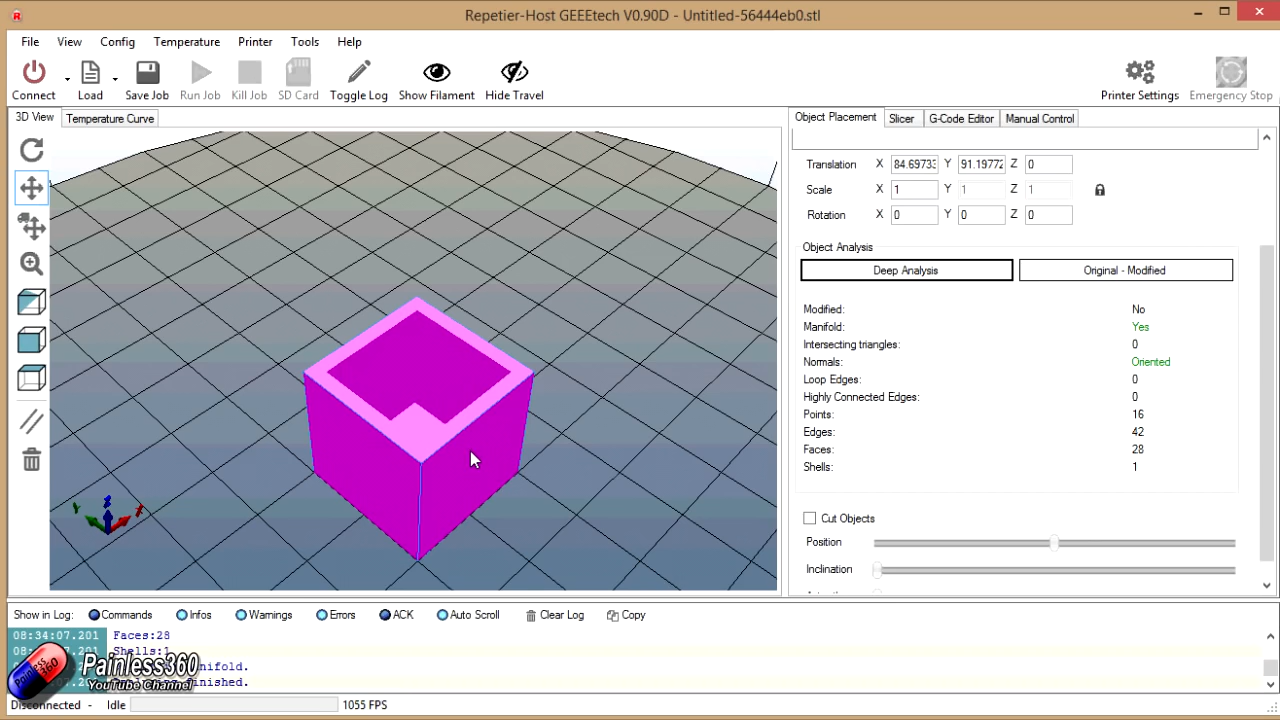 Repetier-Host GEEEtech V0.90D - Untitled-56444eb0.stl
File View Config Temperature Printer Tools Help
Connect Load Save Job Run Job Kill Job SD Card Toggle Log Show Filament Hide Travel Printer Settings Emergency Stop
3D View Temperature Curve
Object Placement Slicer G-Code Editor Manual Control
Translation X 84.6973 Y 91.19772 Z 0
Scale X 1 Y 1 Z 1
Rotation X 0 Y 0 Z 0
Object Analysis
Deep Analysis Original - Modified
Modified: No
Manifold: Yes
Intersecting triangles: 0
Normals: Oriented
Loop Edges: 0
Highly Connected Edges: 0
Points: 16
Edges: 42
Faces: 28
Shells: 1
Cut Objects
Position
Inclination
Show in Log: Commands Infos Warnings Errors ACK Auto Scroll Clear Log Copy
08:34:07.201 Faces:28
Shells:1
nifold.
finished.
Painless360
YouTube Channel
Painless 360
Disconnected - Idle 1055 FPS